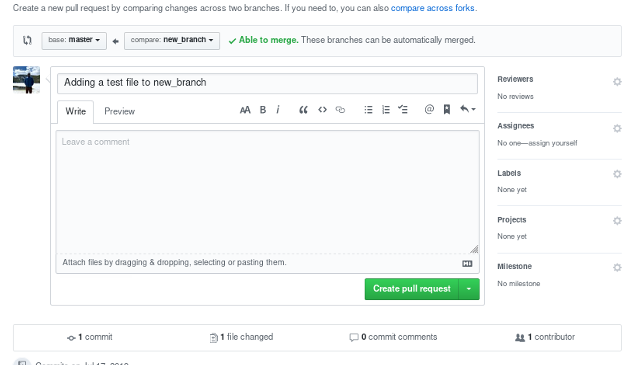 Create a new pull request by comparing changes across two branches. If you need to, you can also compare across forks.
base: master compare: new_branch Able to merge. These branches can be automatically merged.
Adding a test file to new_branch
Write Preview AA B i
Leave a comment
Attach files by dragging & dropping, selecting or pasting them.
Create pull request
Reviewers
No reviews
Assignees
No one—assign yourself
Labels
None yet
Projects
None yet
Milestone
No milestone
1 commit 1 file changed 0 commit comments 1 contributor
Commits on Jul 17,